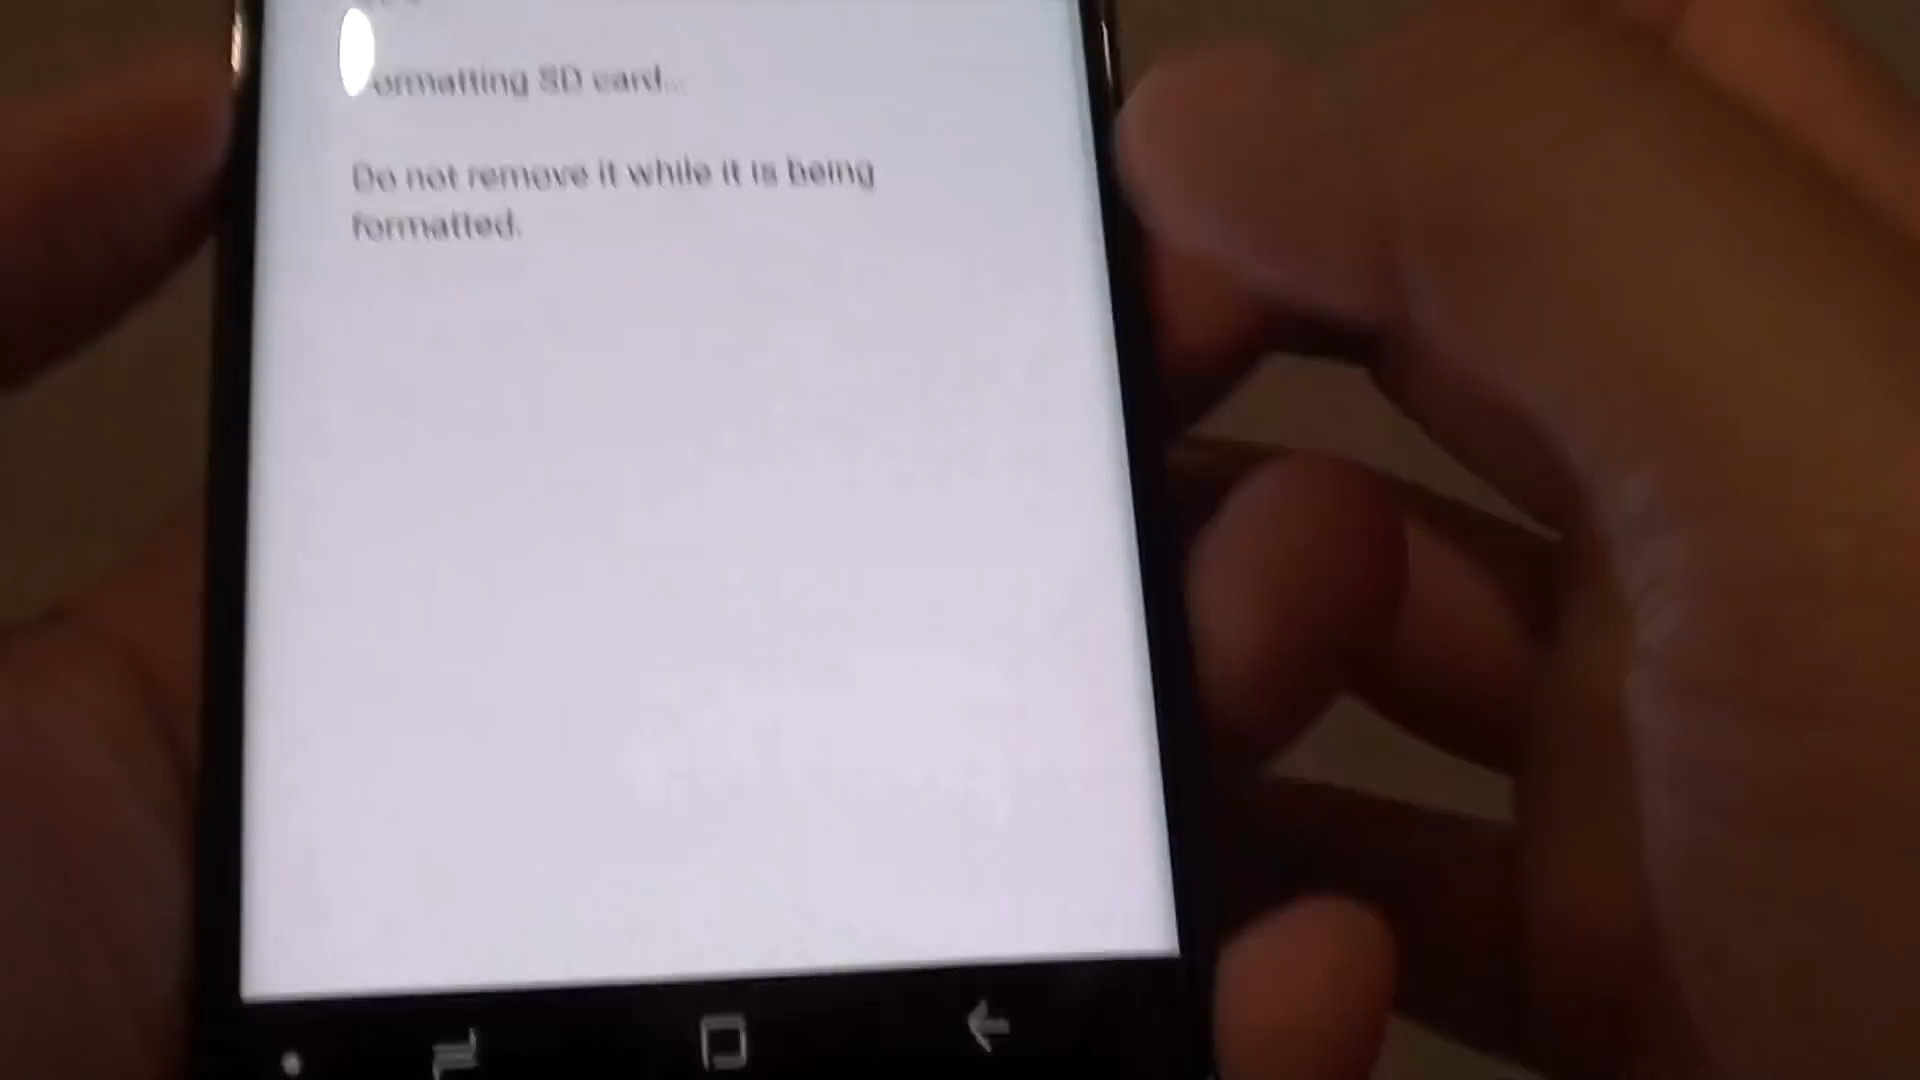 ormatting SD card...
Do not remove it while it is being
formatted.